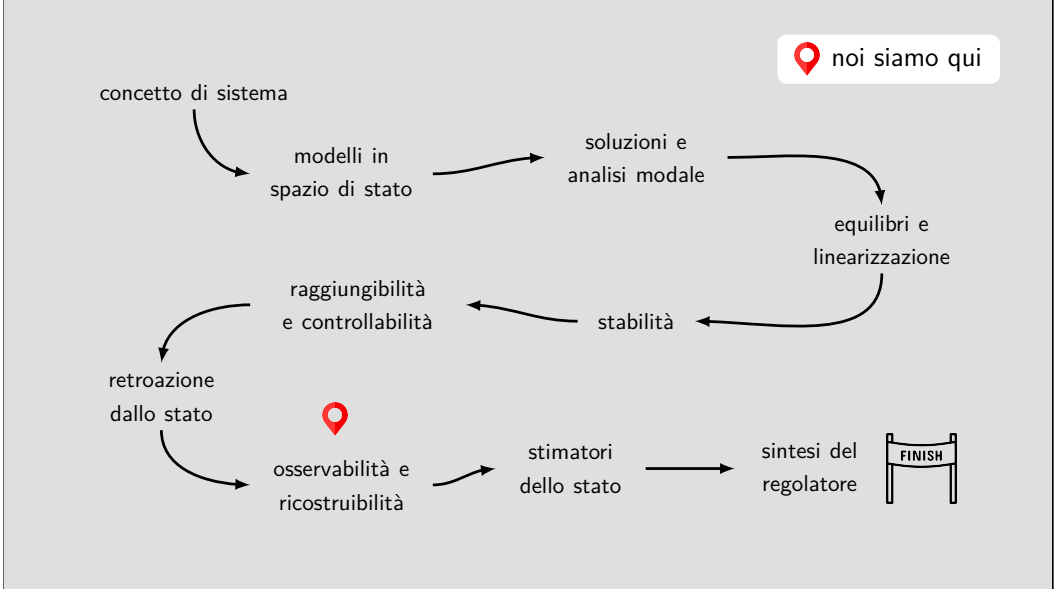 noi siamo qui
concetto di sistema
modelli in
spazio di stato
soluzioni e
analisi modale
equilibri e
linearizzazione
stabilità
raggiungibilità
e controllabilità
retroazione
dallo stato
osservabilità e
ricostruibilità
stimatori
dello stato
sintesi del
regolatore
FINISH